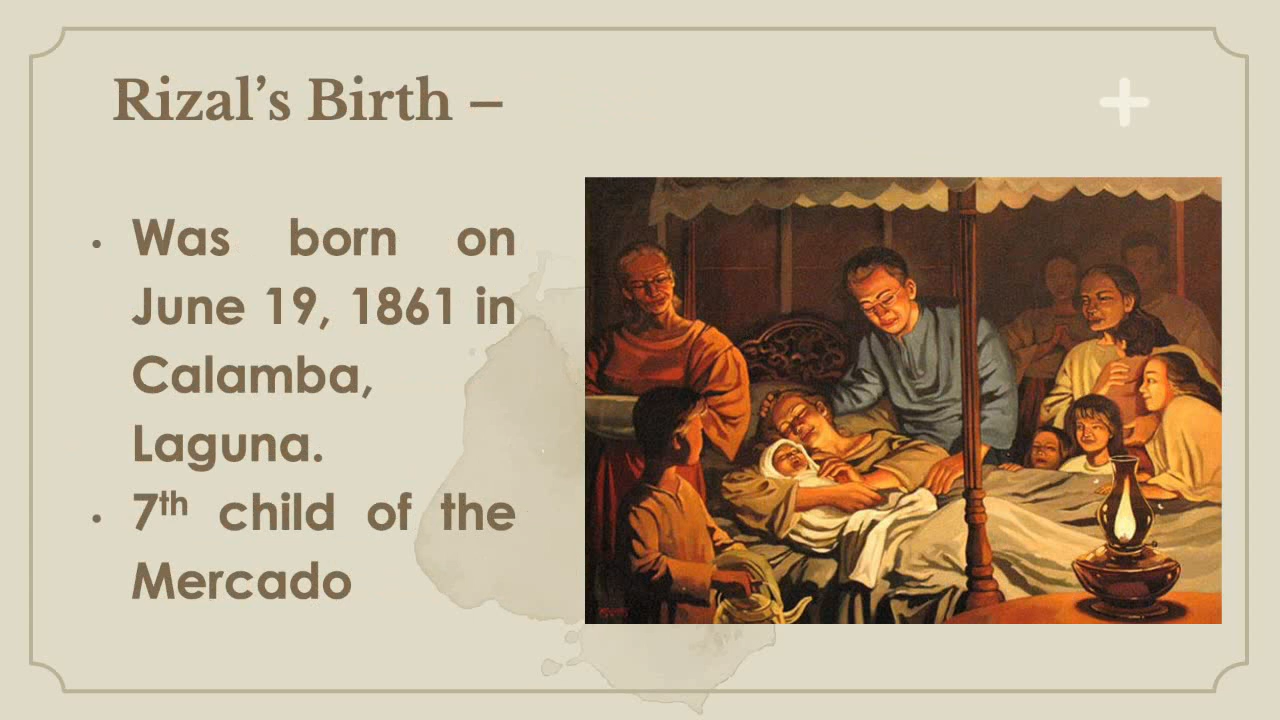 Rizal’s Birth –
• Was born on
June 19, 1861 in
Calamba,
Laguna.
• 7th child of the
Mercado